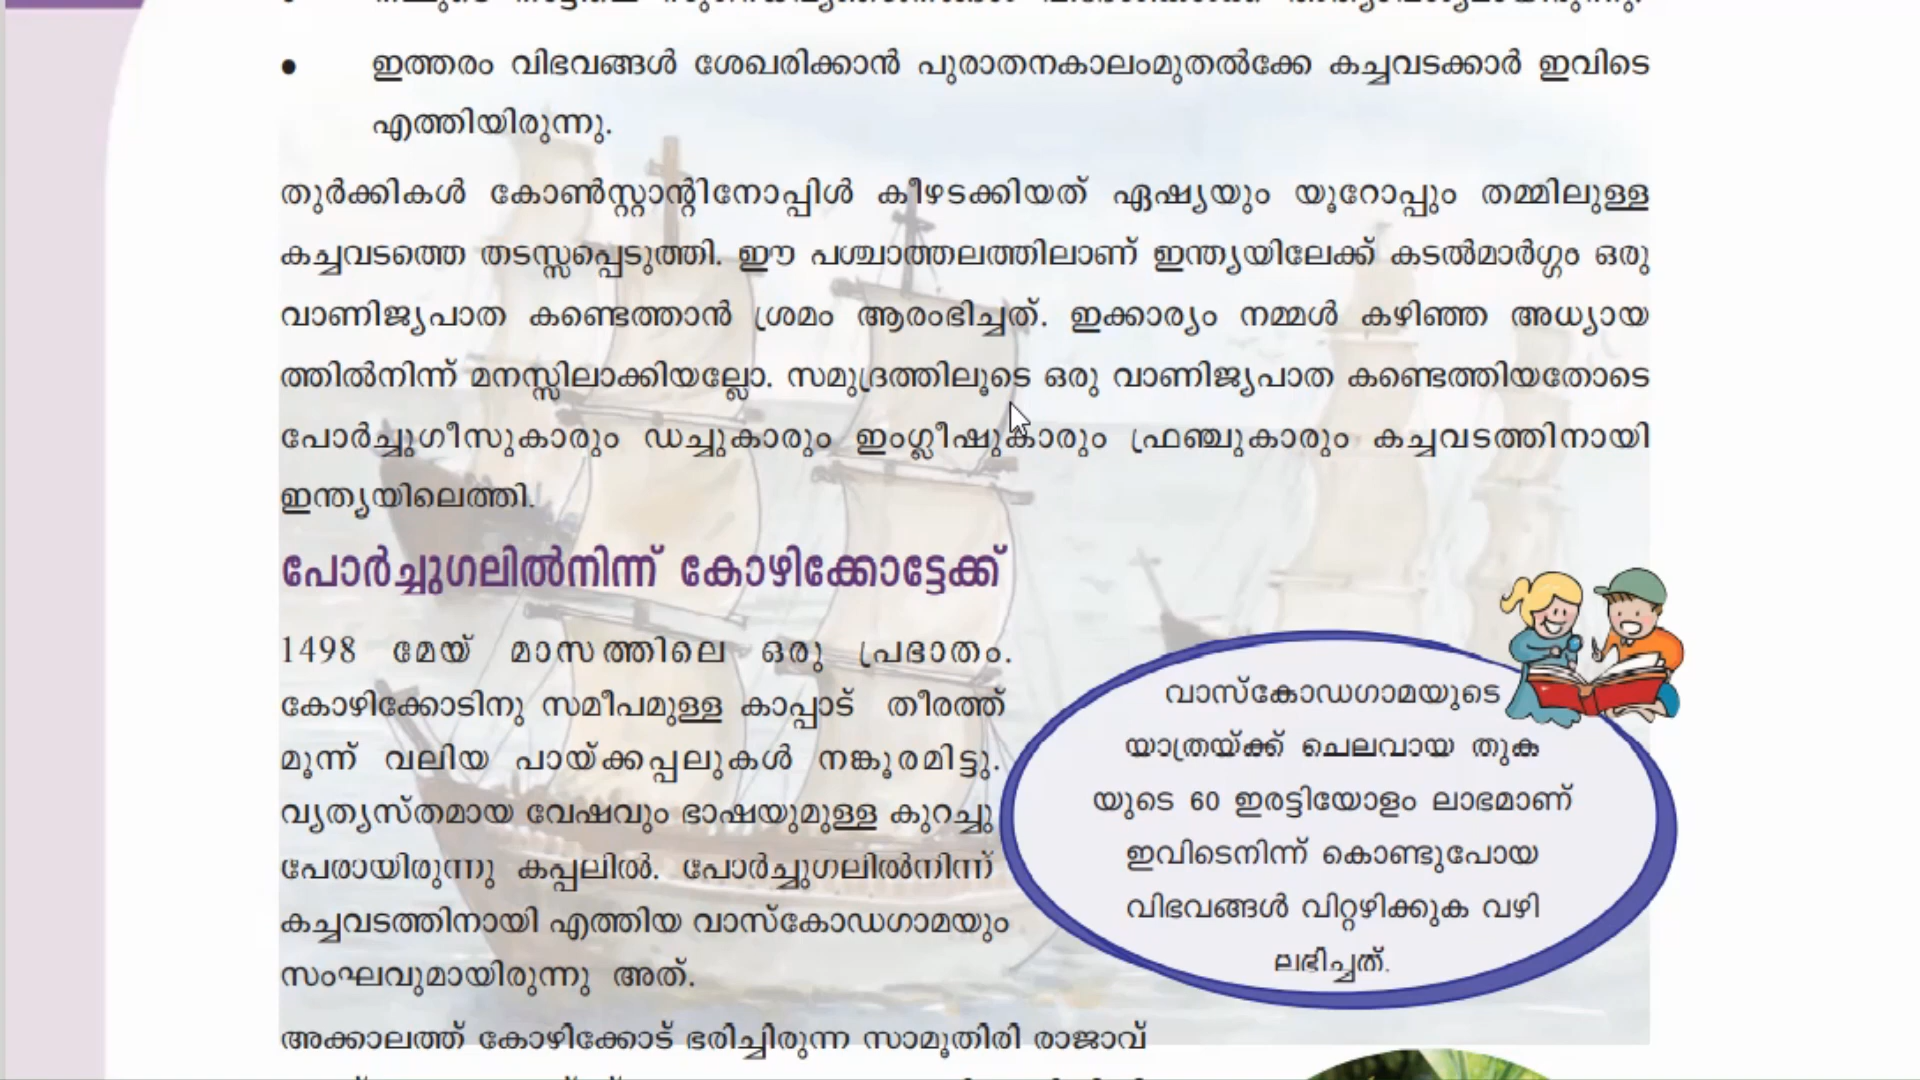 ● ഇത്തരം വിഭവങ്ങൾ ശേഖരിക്കാൻ പുരാതനകാലംമുതൽക്കേ കച്ചവടക്കാർ ഇവിടെ
എത്തിയിരുന്നു.
തുർക്കികൾ കോൺസ്റ്റാന്റിനോപ്പിൾ കീഴടക്കിയത് ഏഷ്യയും യൂറോപ്പും തമ്മിലുള്ള
കച്ചവടത്തെ തടസ്സപ്പെടുത്തി. ഈ പശ്ചാത്തലത്തിലാണ് ഇന്ത്യയിലേക്ക് കടൽമാർഗ്ഗം ഒരു
വാണിജ്യപാത കണ്ടെത്താൻ ശ്രമം ആരംഭിച്ചത്. ഇക്കാര്യം നമ്മൾ കഴിഞ്ഞ അധ്യായ
ത്തിൽനിന്ന് മനസ്സിലാക്കിയല്ലോ. സമുദ്രത്തിലൂടെ ഒരു വാണിജ്യപാത കണ്ടെത്തിയതോടെ
പോർച്ചുഗീസുകാരും ഡച്ചുകാരും ഇംഗ്ലീഷുകാരും ഫ്രഞ്ചുകാരും കച്ചവടത്തിനായി
ഇന്ത്യയിലെത്തി.
പോർച്ചുഗലിൽനിന്ന് കോഴിക്കോട്ടേക്ക്
1498 മേയ് മാസത്തിലെ ഒരു പ്രഭാതം.
കോഴിക്കോടിനു സമീപമുള്ള കാപ്പാട് തീരത്ത്
മൂന്ന് വലിയ പായ്ക്കപ്പലുകൾ നങ്കൂരമിട്ടു.
വ്യത്യസ്തമായ വേഷവും ഭാഷയുമുള്ള കുറച്ചു
പേരായിരുന്നു കപ്പലിൽ. പോർച്ചുഗലിൽനിന്ന്
കച്ചവടത്തിനായി എത്തിയ വാസ്കോഡഗാമയും
സംഘവുമായിരുന്നു അത്.
അക്കാലത്ത് കോഴിക്കോട് ഭരിച്ചിരുന്ന സാമൂതിരി രാജാവ്
വാസ്കോഡഗാമയുടെ
യാത്രയ്ക്ക് ചെലവായ തുക
യുടെ 60 ഇരട്ടിയോളം ലാഭമാണ്
ഇവിടെനിന്ന് കൊണ്ടുപോയ
വിഭവങ്ങൾ വിറ്റഴിക്കുക വഴി
ലഭിച്ചത്.